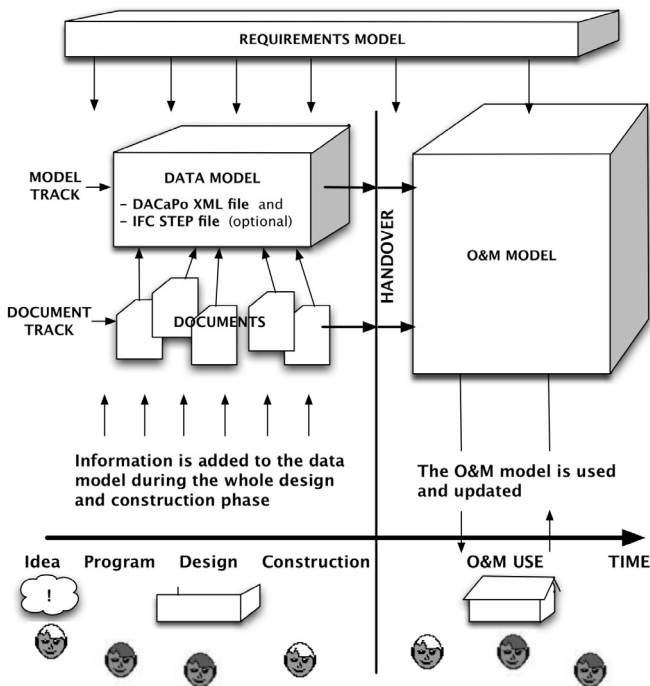 REQUIREMENTS MODEL
MODEL
TRACK
DATA MODEL
- DACaPo XML file and
- IFC STEP file (optional)
HANDOVER
O&M MODEL
DOCUMENT
TRACK
DOCUMENTS
Information is added to the data
model during the whole design
and construction phase
The O&M model is used
and updated
Idea Program Design Construction O&M USE TIME
!